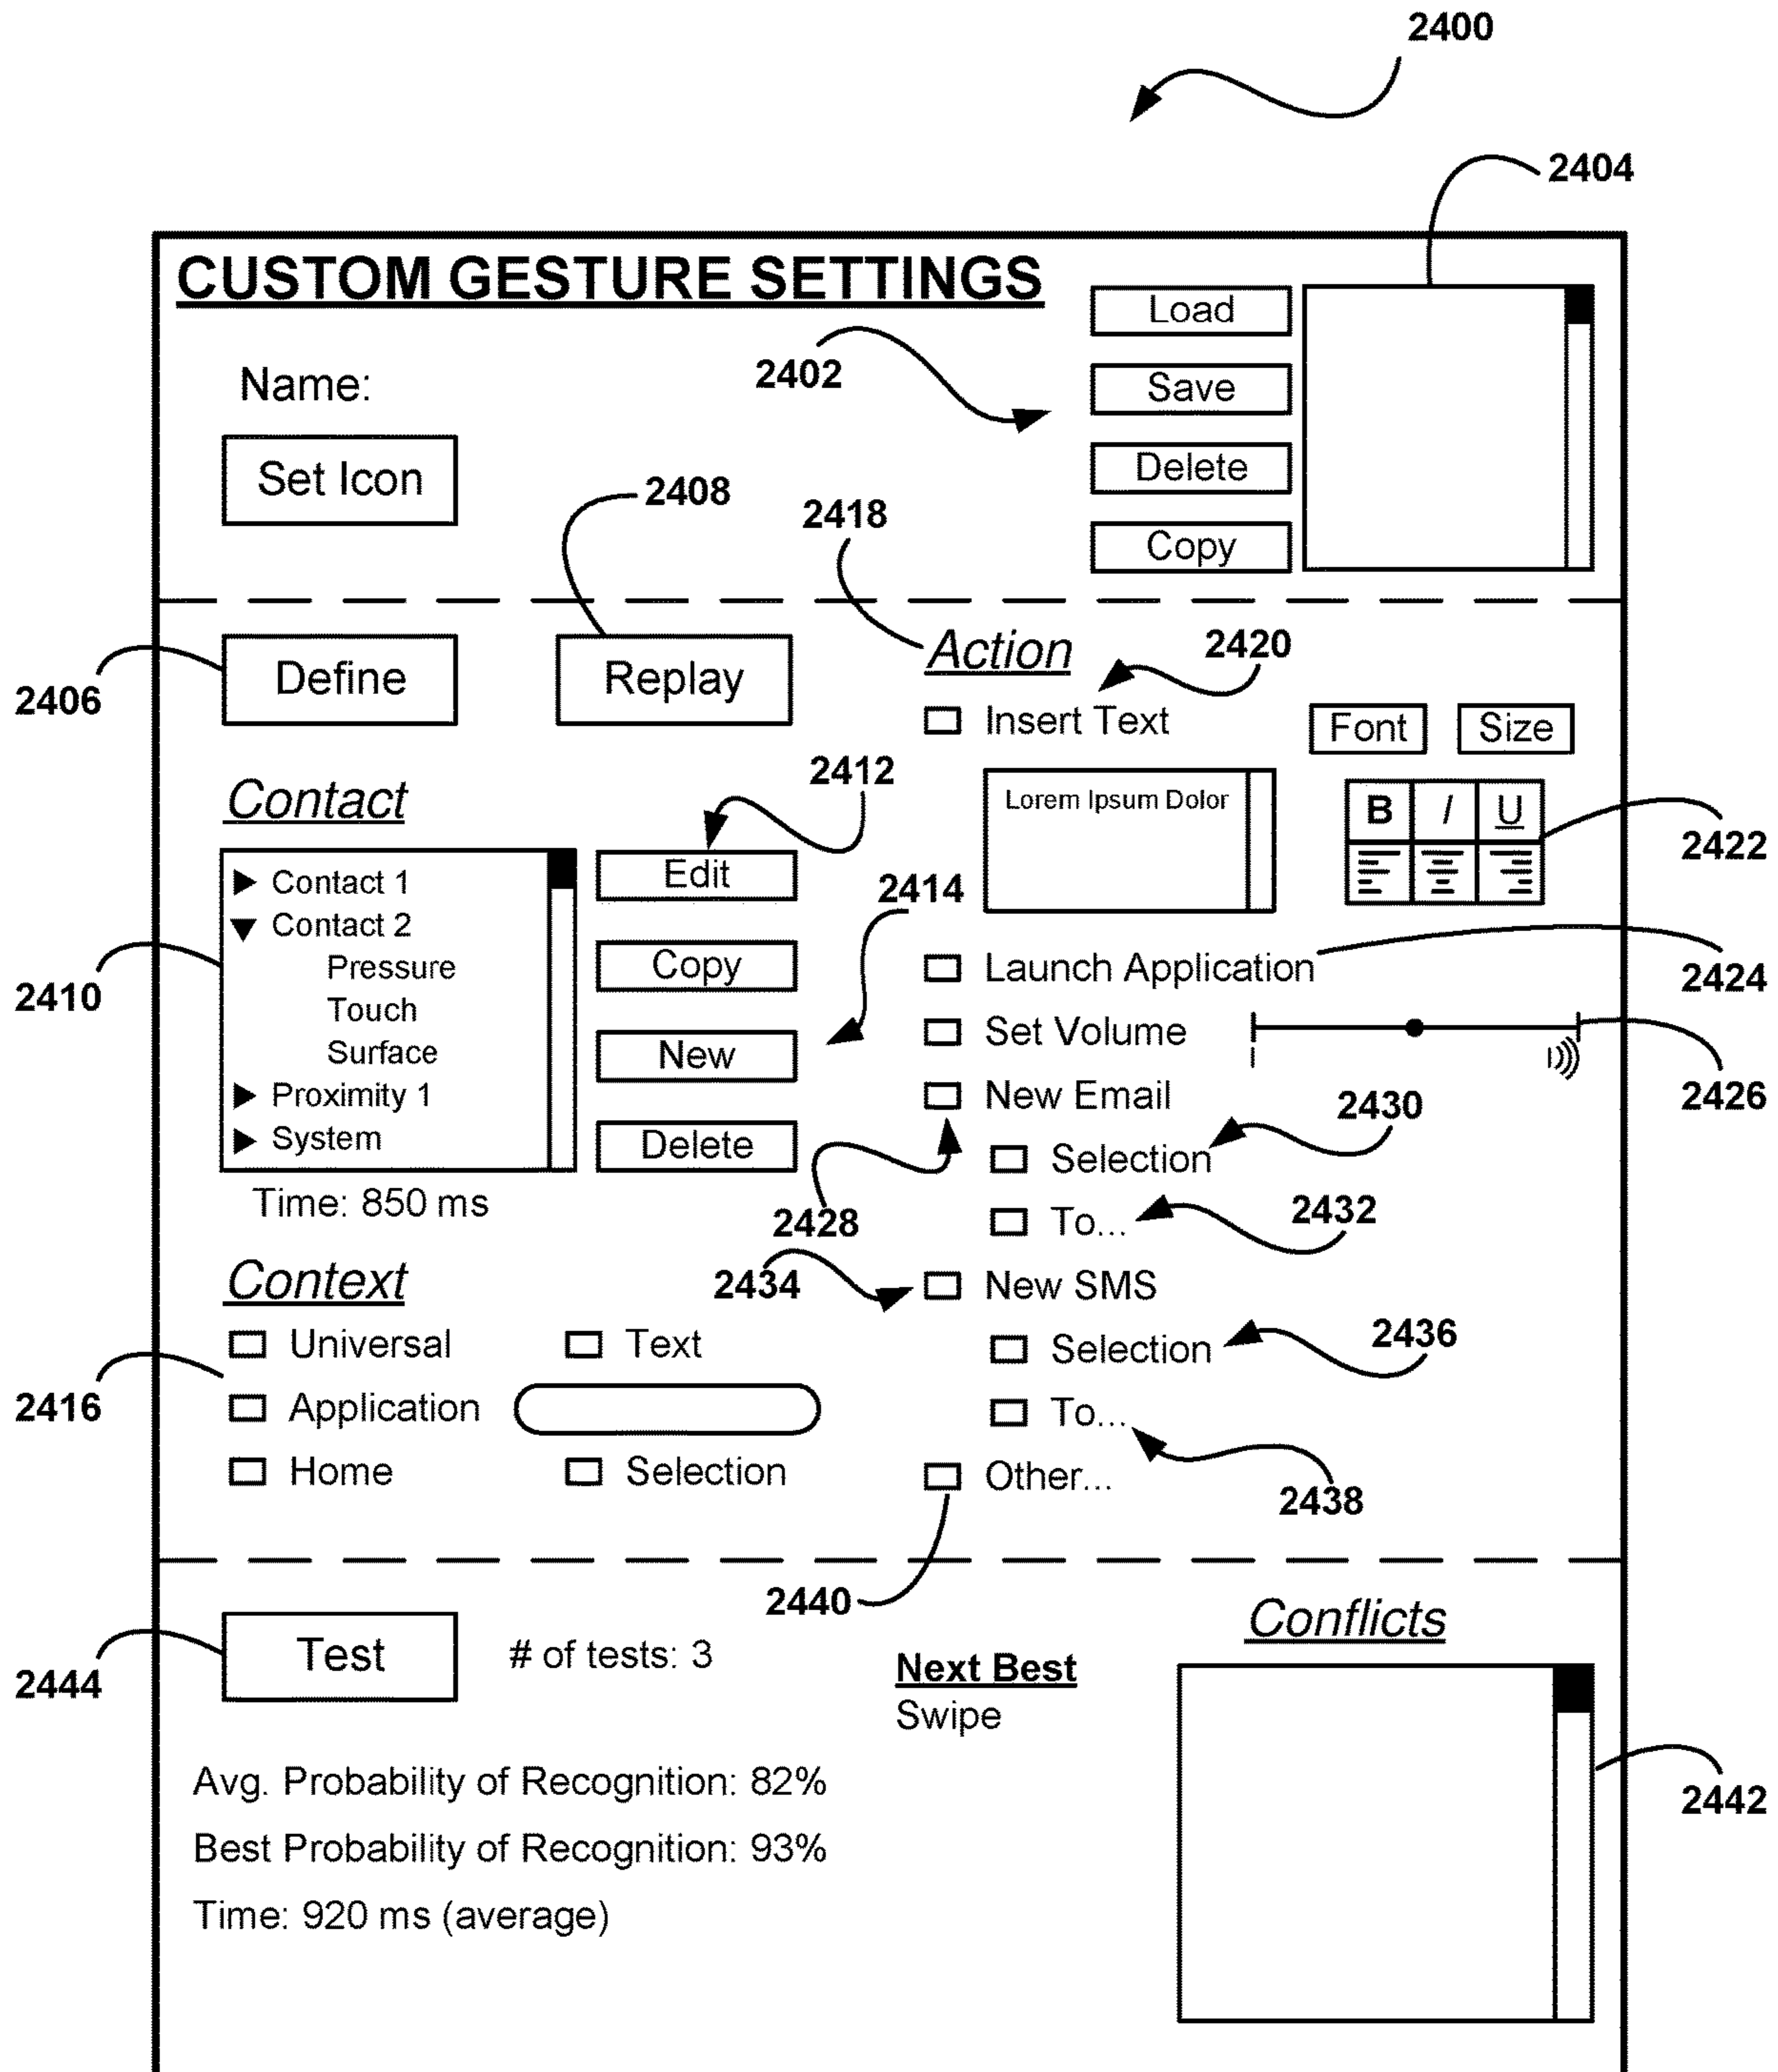 2400
2404
CUSTOM GESTURE SETTINGS
Load
2402
Save
Name:
Delete
Set Icon
2408
2418
Copy
2406
Define
Replay
Action
2420
Insert Text
Font
Size
2412
Contact
Lorem Ipsum Dolor
B I U
2422
Edit
2414
Contact 1
Contact 2
Pressure
Touch
Surface
Proximity 1
System
2410
Copy
New
Delete
Time: 850 ms
Launch Application
2424
Set Volume
2426
New Email
2428
2430
Selection
2432
To...
2434
New SMS
2436
Selection
To...
2438
Other...
2440
Context
2416
Universal
Text
Application
Home
Selection
2444
Test
# of tests: 3
Next Best
Swipe
Conflicts
2442
Avg. Probability of Recognition: 82%
Best Probability of Recognition: 93%
Time: 920 ms (average)